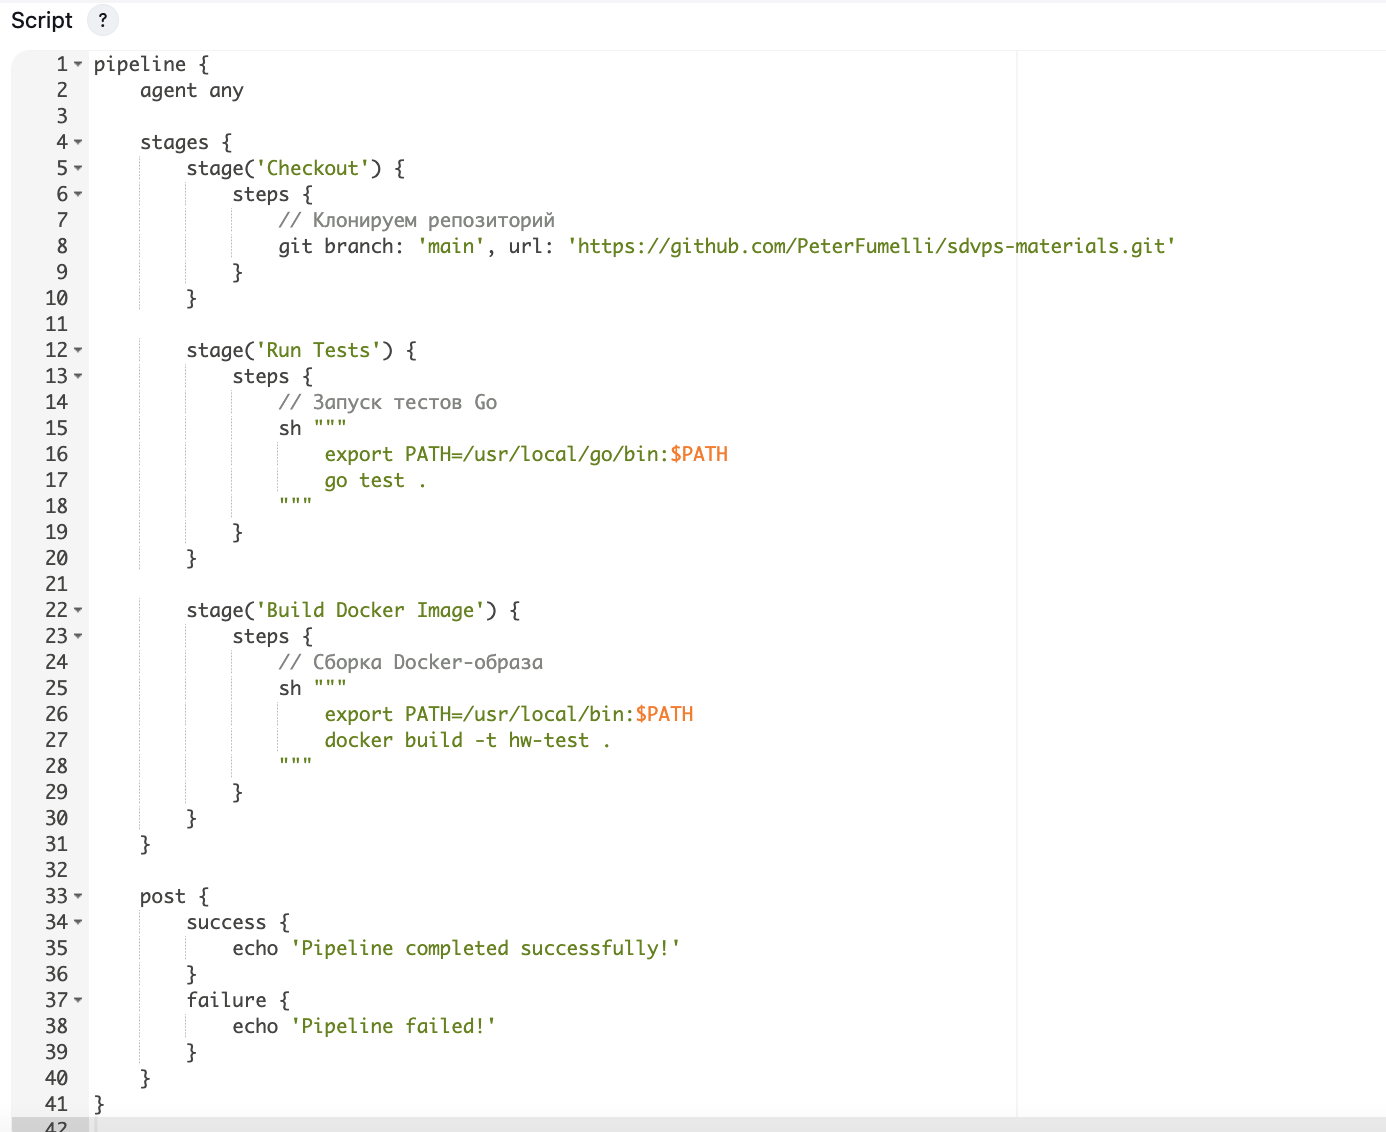 Script ?
1 pipeline {
2     agent any
3
4     stages {
5         stage('Checkout') {
6             steps {
7                 // Клонируем репозиторий
8                 git branch: 'main', url: 'https://github.com/PeterFumelli/sdvps-materials.git'
9             }
10         }
11
12         stage('Run Tests') {
13             steps {
14                 // Запуск тестов Go
15                 sh """
16                     export PATH=/usr/local/go/bin:$PATH
17                     go test .
18                 """
19             }
20         }
21
22         stage('Build Docker Image') {
23             steps {
24                 // Сборка Docker-образа
25                 sh """
26                     export PATH=/usr/local/bin:$PATH
27                     docker build -t hw-test .
28                 """
29             }
30         }
31     }
32
33     post {
34         success {
35             echo 'Pipeline completed successfully!'
36         }
37         failure {
38             echo 'Pipeline failed!'
39         }
40     }
41 }
42